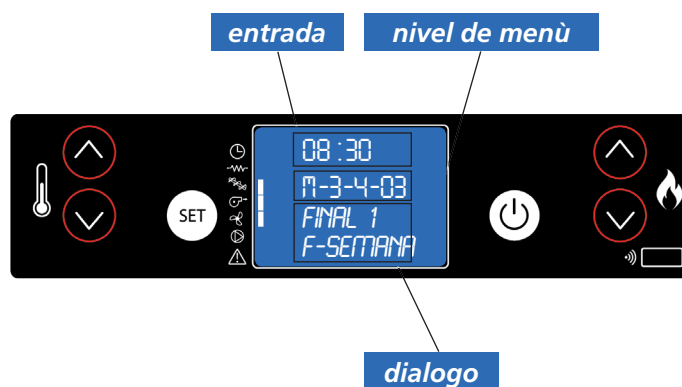 entrada
nivel de menù
08:30
M-3-4-03
SET
FINAL 1
F-SEMANA
dialogo